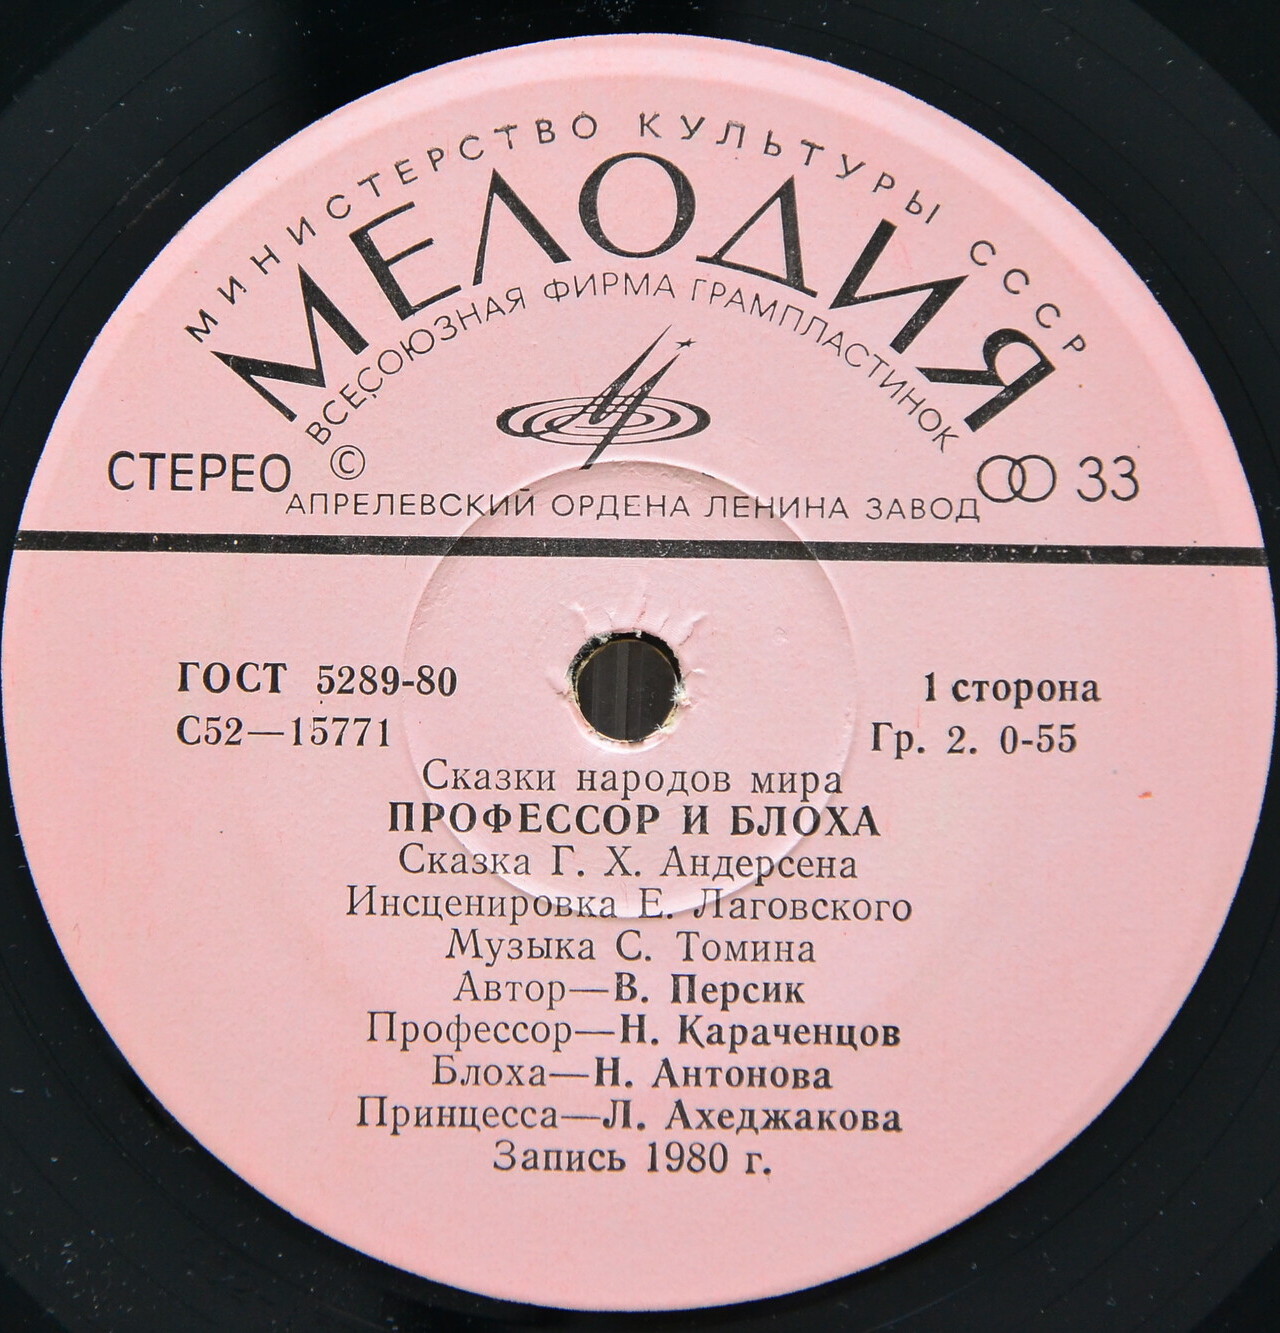 МИНИСТЕРСТВО КУЛЬТУРЫ СССР
МЕЛОДИЯ
ВСЕСОЮЗНАЯ ФИРМА ГРАМПЛАСТИНОК
СТЕРЕО © 33
АПРЕЛЕВСКИЙ ОРДЕНА ЛЕНИНА ЗАВОД
ГОСТ 5289-80 1 сторона
С52—15771 Гр. 2. 0-55
Сказки народов мира
ПРОФЕССОР И БЛОХА
Сказка Г. Х. Андерсена
Инсценировка Е. Лаговского
Музыка С. Томина
Автор—В. Персик
Профессор—Н. Караченцов
Блоха—Н. Антонова
Принцесса—Л. Ахеджакова
Запись 1980 г.